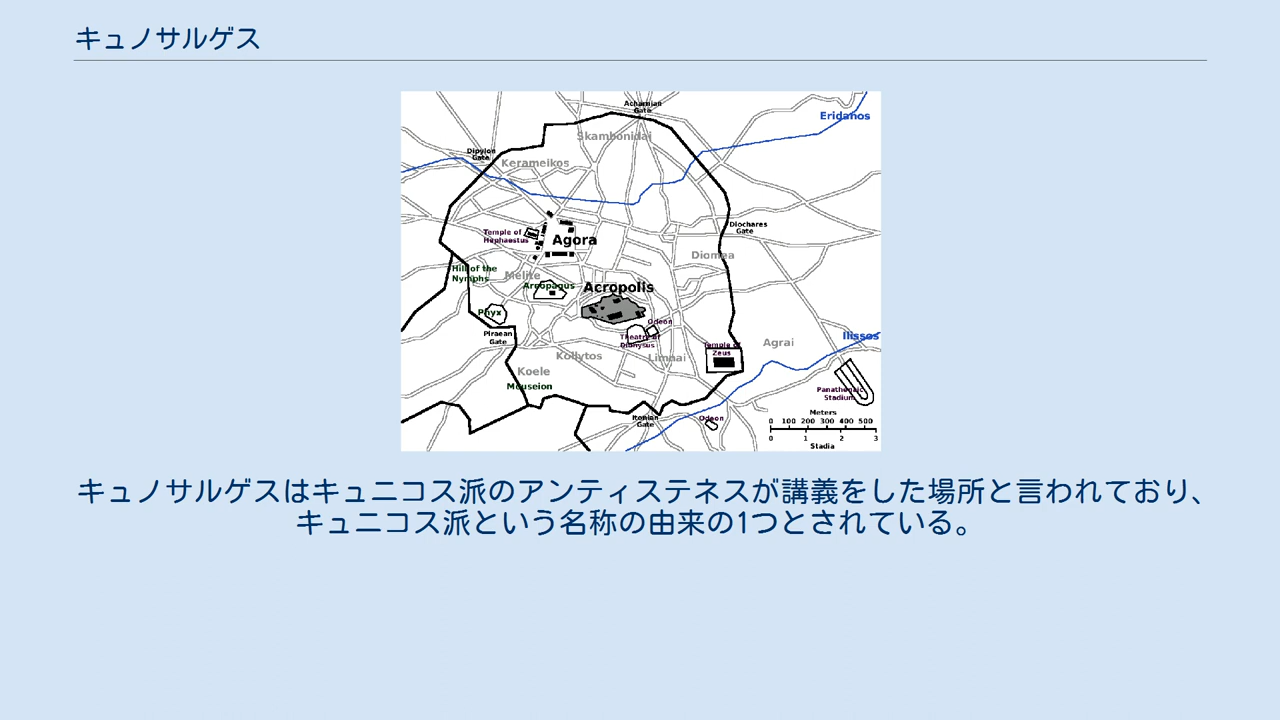 キュノサルゲス
Acharnian
Gate
Eridanos
Skambonidai
Dipylon
Gate
Kerameikos
Diochares
Gate
Temple of
Hephaestus
Agora
Diomea
Hill of the
Nymphs
Melite
Areopagus
Acropolis
Pnyx
Odeon
Piraean
Gate
Theatre of
Dionysus
Ilissos
Agrai
Temple of
Zeus
Kollytos
Limnai
Koele
Mouseion
Panathenaic
Stadium
Itonian
Gate
Odeon
Meters
0 100 200 300 400 500
0 1 2 3
Stadia
キュノサルゲスはキュニコス派のアンティステネスが講義をした場所と言われており、
キュニコス派という名称の由来の1つとされている。